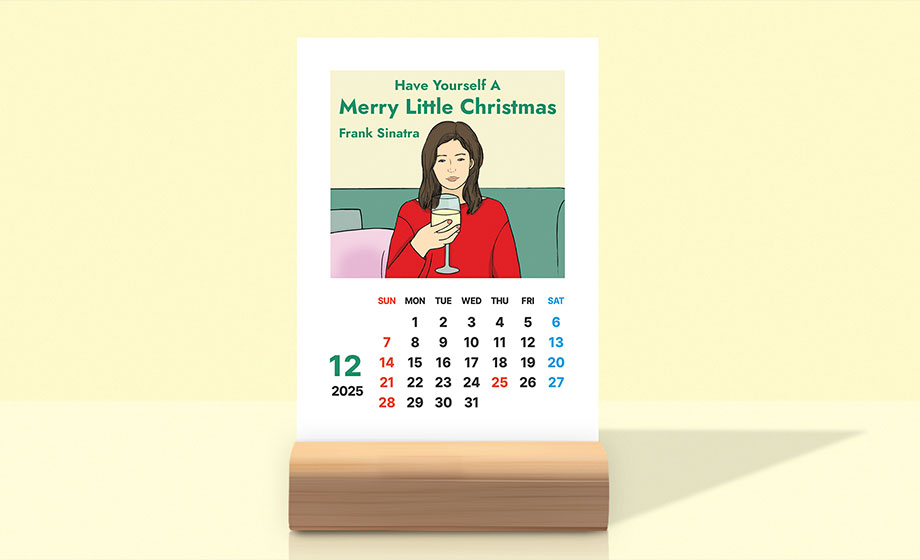 Have Yourself A
Merry Little Christmas
Frank Sinatra
SUN MON TUE WED THU FRI SAT
1 2 3 4 5 6
7 8 9 10 11 12 13
14 15 16 17 18 19 20
21 22 23 24 25 26 27
28 29 30 31
12
2025